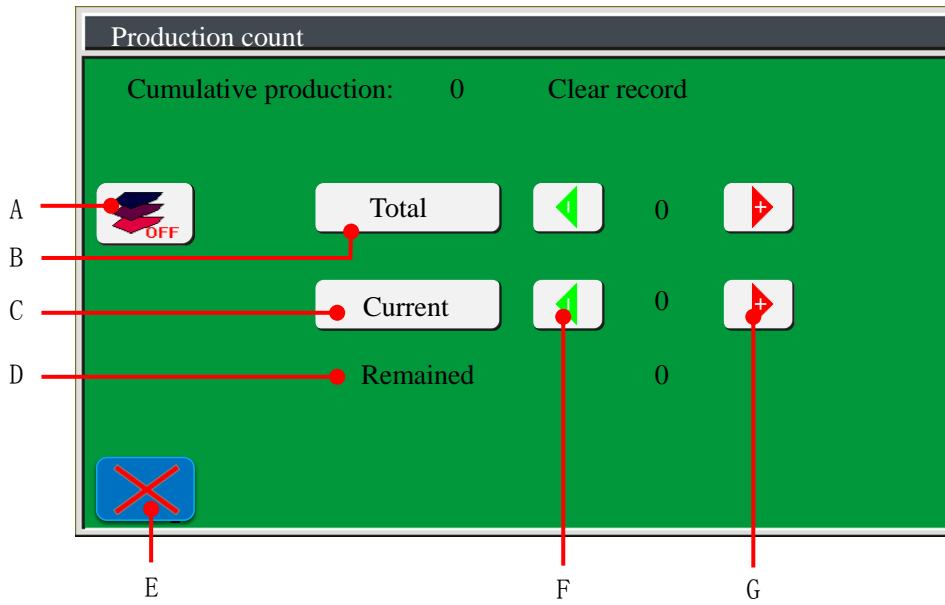 Production count
Cumulative production: 0 Clear record
A OFF Total − 0 +
B
C Current − 0 +
D Remained 0
E F G